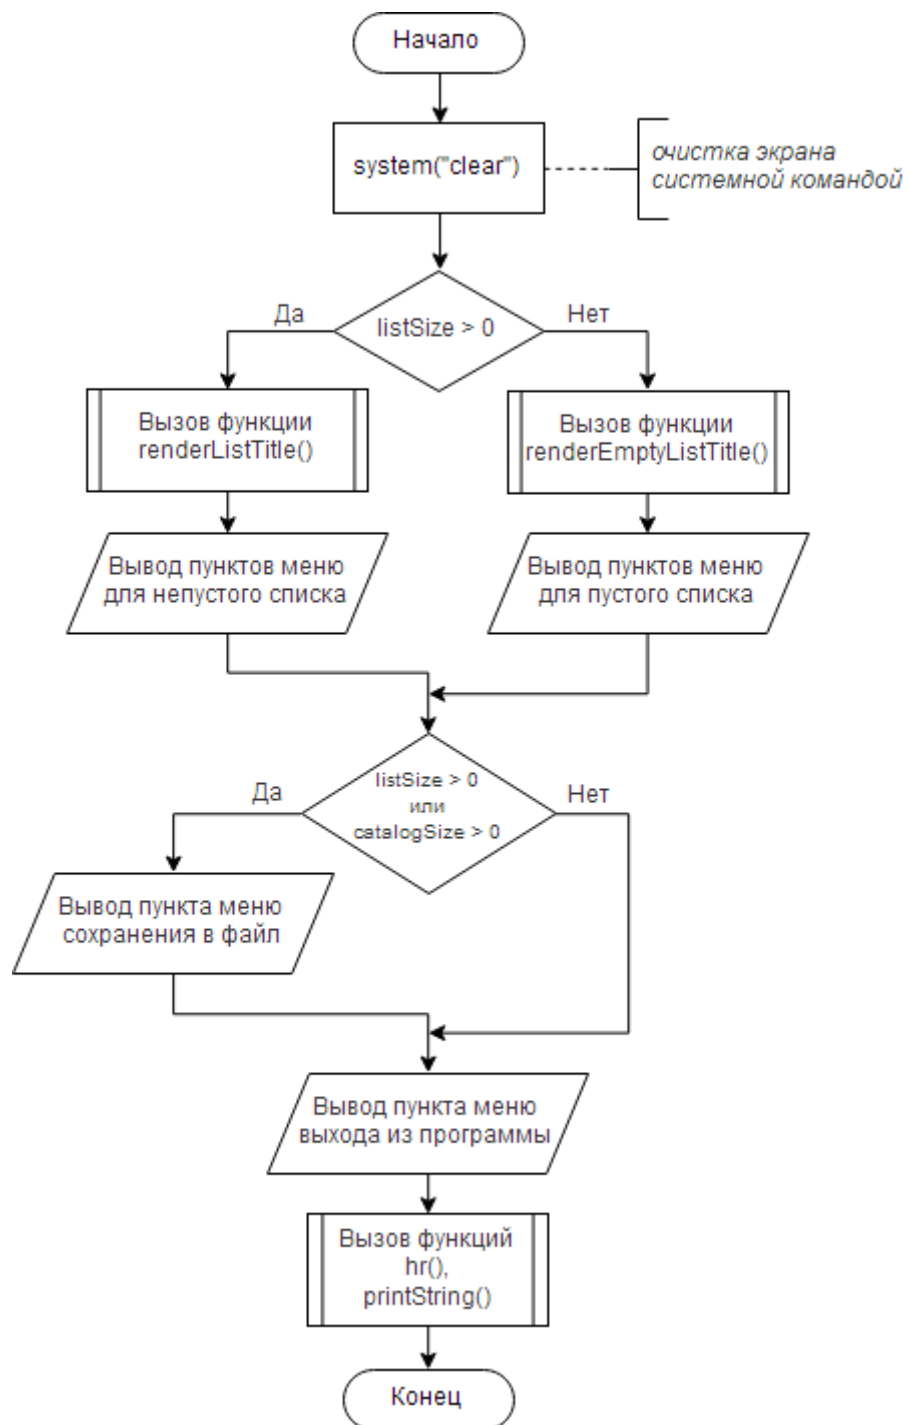 Начало
system("clear")
очистка экрана
системной командой
listSize > 0
Да
Нет
Вызов функции
renderListTitle()
Вызов функции
renderEmptyListTitle()
Вывод пунктов меню
для непустого списка
Вывод пунктов меню
для пустого списка
listSize > 0
или
catalogSize > 0
Да
Нет
Вывод пункта меню
сохранения в файл
Вывод пункта меню
выхода из программы
Вызов функций
hr(),
printString()
Конец